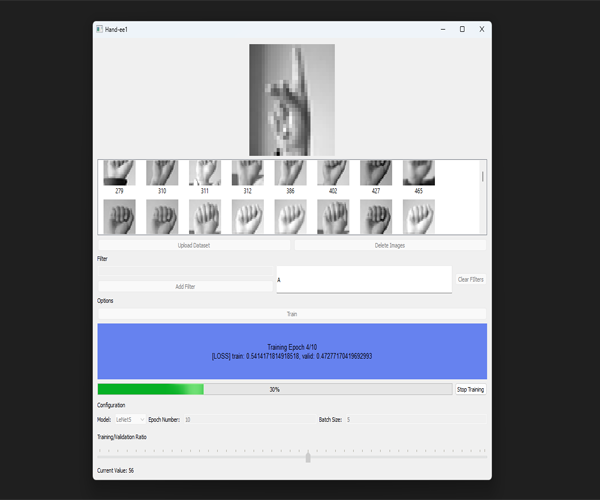 Hand-ee1
279 310 311 312 386 402 427 465
Upload Dataset Delete Images
Filter
A
Add Filter Clear Filters
Options
Train
Training Epoch 4/10
[LOSS] train: 0.5414171814918518, valid: 0.47277170419692993
30% Stop Training
Configuration
Model: LeNet5 Epoch Number: 10 Batch Size: 5
Training/Validation Ratio
Current Value: 56